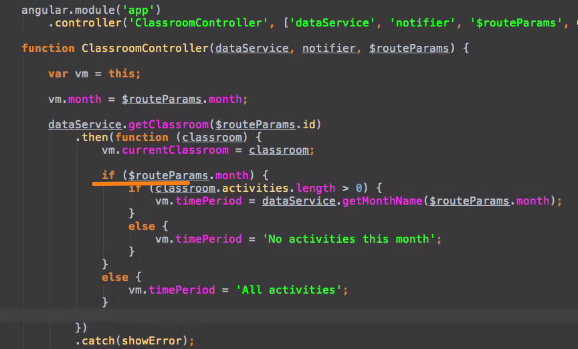 angular.module('app')
.controller('ClassroomController', ['dataService', 'notifier', '$routeParams',
function ClassroomController(dataService, notifier, $routeParams) {
var vm = this;
vm.month = $routeParams.month;
dataService.getClassroom($routeParams.id)
.then(function (classroom) {
vm.currentClassroom = classroom;
if ($routeParams.month) {
if (classroom.activities.length > 0) {
vm.timePeriod = dataService.getMonthName($routeParams.month);
}
else {
vm.timePeriod = 'No activities this month';
}
}
else {
vm.timePeriod = 'All activities';
}
})
.catch(showError);